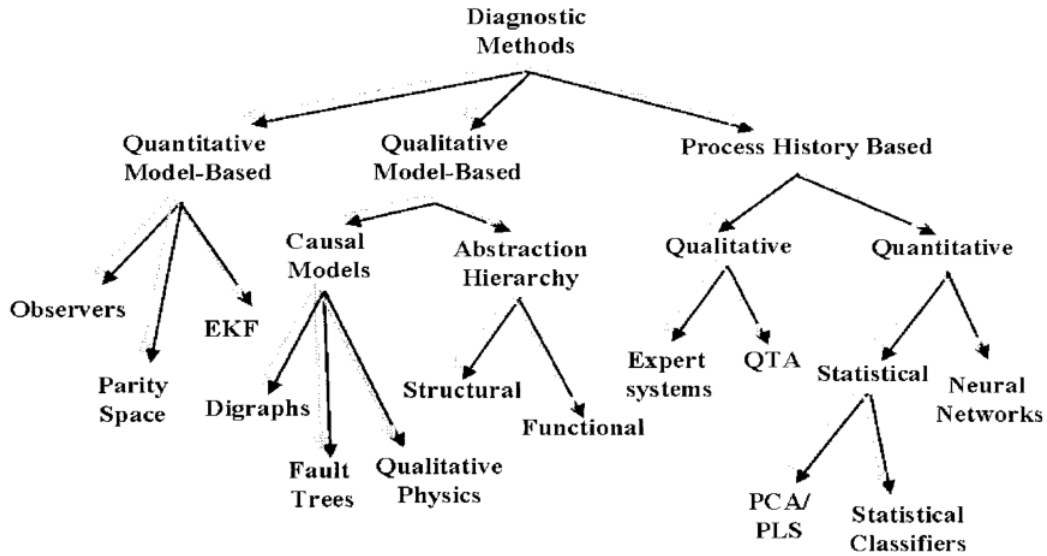 Diagnostic
Methods
Quantitative
Model-Based
Qualitative
Model-Based
Process History Based
Causal
Models
Abstraction
Hierarchy
Qualitative
Quantitative
Observers
EKF
Parity
Space
Digraphs
Fault
Trees
Qualitative
Physics
Structural
Functional
Expert
systems
QTA
Statistical
Neural
Networks
PCA/
PLS
Statistical
Classifiers